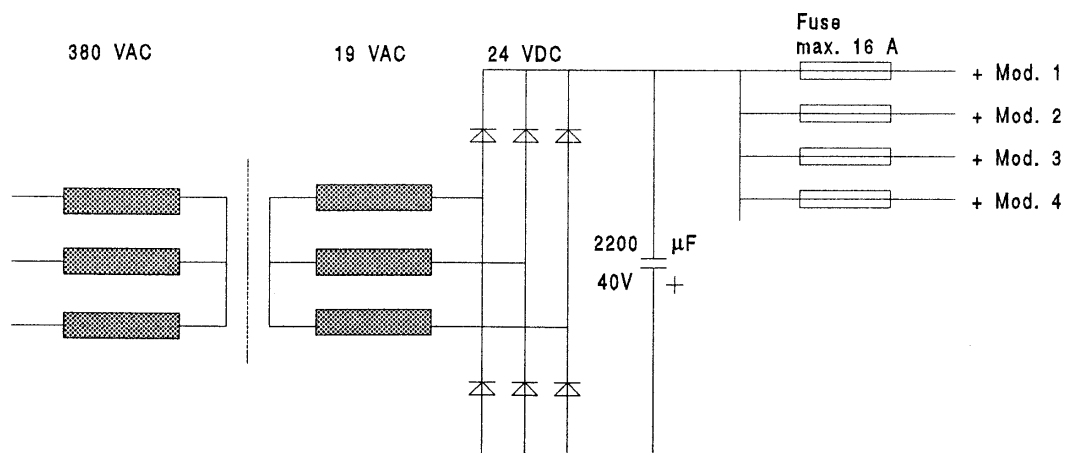 380 VAC
19 VAC
24 VDC
Fuse
max. 16 A
+ Mod. 1
+ Mod. 2
+ Mod. 3
+ Mod. 4
2200 µF
40V +